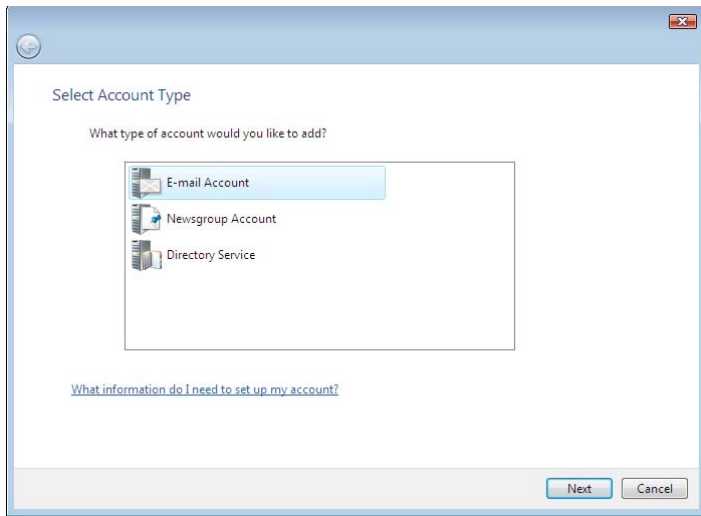 Select Account Type
What type of account would you like to add?
E-mail Account
Newsgroup Account
Directory Service
What information do I need to set up my account?
Next Cancel